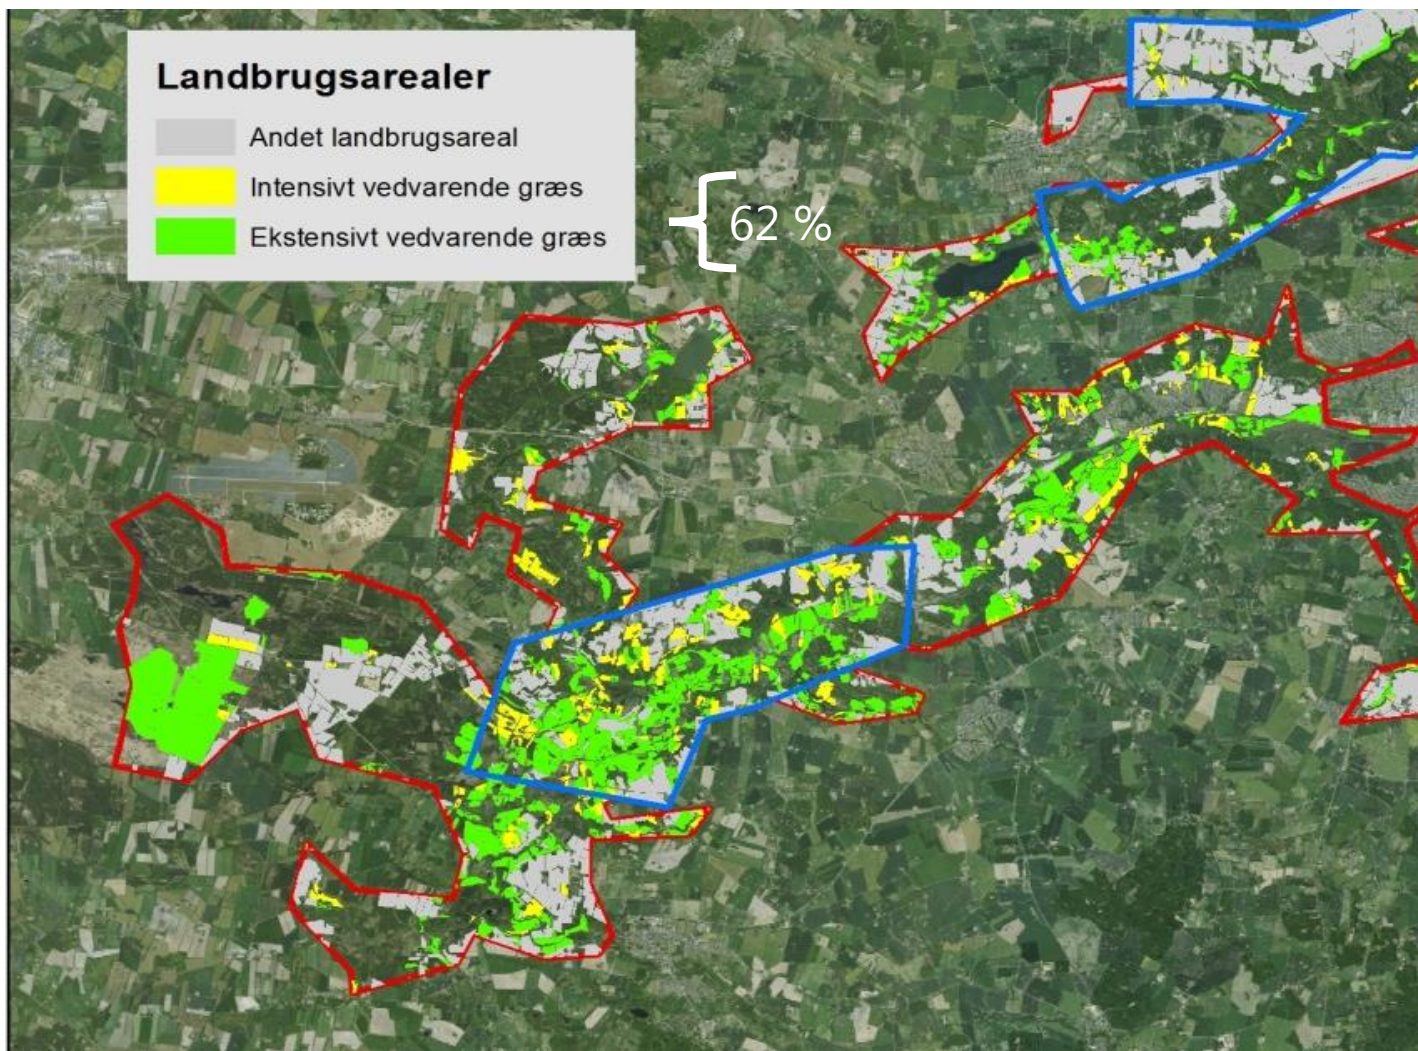 Landbrugsarealer
Andet landbrugsareal
Intensivt vedvarende græs
Ekstensivt vedvarende græs
62 %